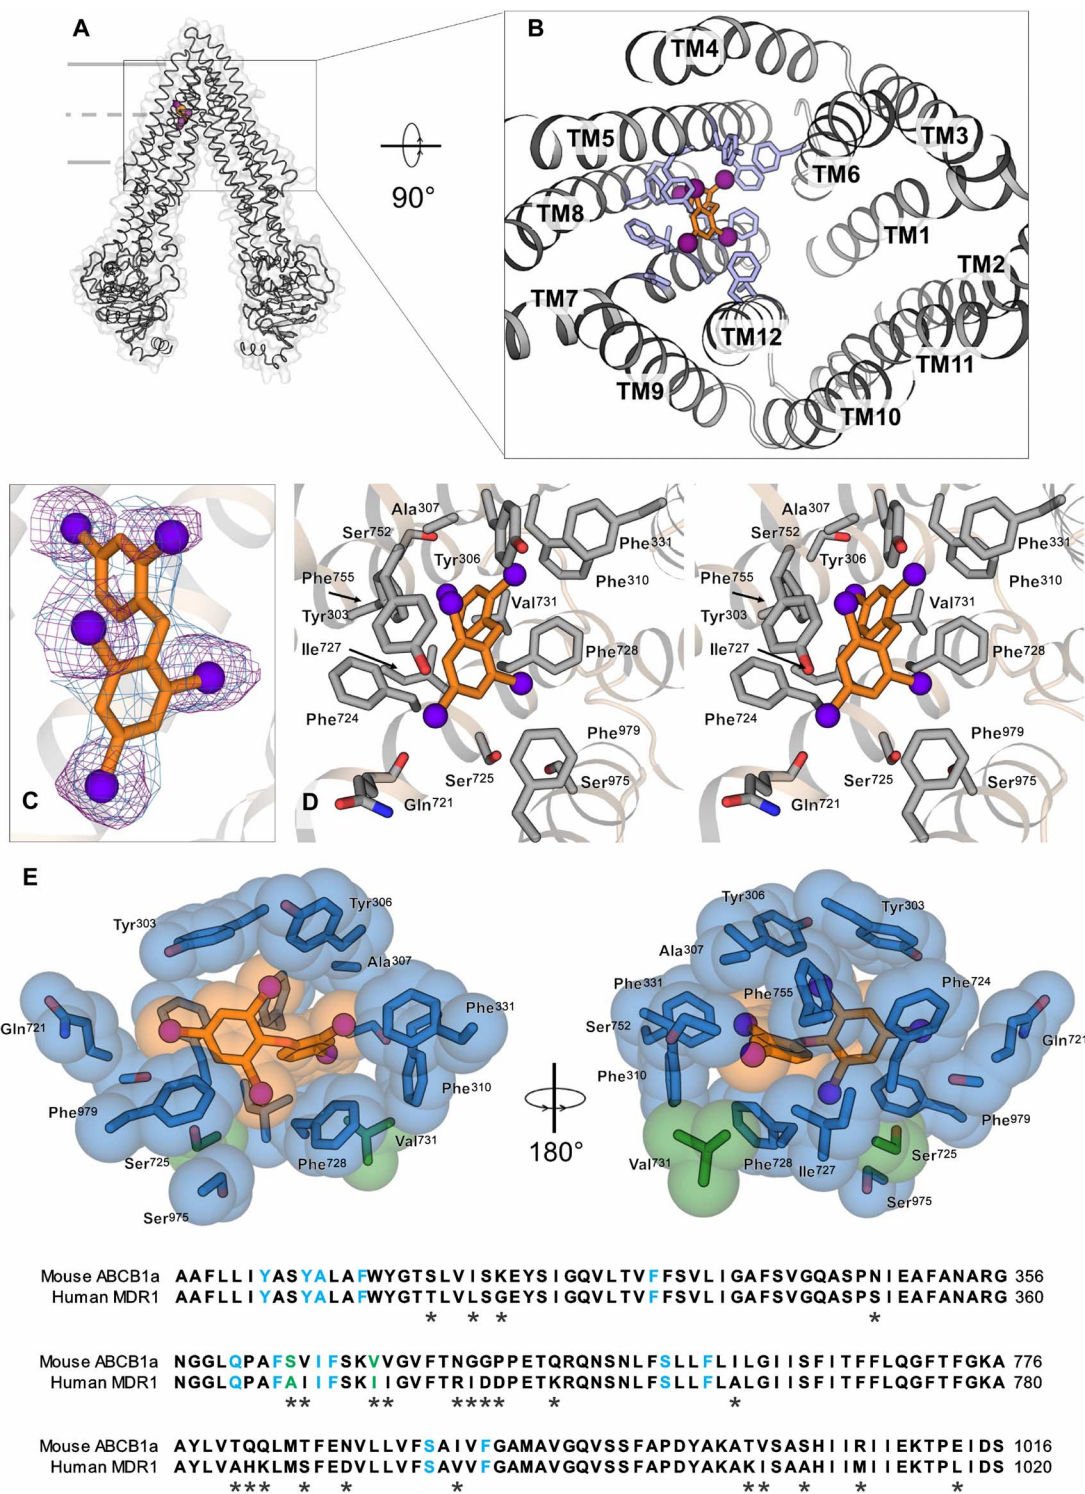 A
B
90°
TM4
TM5
TM3
TM6
TM8
TM1
TM2
TM7
TM12
TM11
TM9
TM10
C
D
Ala307
Ser752
Tyr306
Phe331
Phe755
Phe310
Tyr303
Val731
Ile727
Phe728
Phe724
Phe979
Ser725
Ser975
Gln721
Ala307
Ser752
Tyr306
Phe331
Phe755
Phe310
Tyr303
Val731
Ile727
Phe728
Phe724
Phe979
Ser725
Ser975
Gln721
E
Tyr303
Tyr306
Ala307
Phe331
Gln721
Phe310
Phe979
Val731
Ser725
Phe728
Ser975
180°
Tyr306
Tyr303
Ala307
Phe331
Phe755
Phe724
Ser752
Gln721
Phe310
Phe979
Val731
Phe728
Ile727
Ser725
Ser975
Mouse ABCB1a AAFLLIYASYALAFWYGTSLVISKEYSIGQVLTVFFSVLIGAFSVGQASPNIEAFANARG 356
Human MDR1 AAFLLIYASYALAFWYGTTLVLSGEYSIGQVLTVFFSVLIGAFSVGQASPSIEAFANARG 360
* * * *
Mouse ABCB1a NGGLQPAFSVIFSKVVGVFTNGGPPETQRQNSNLFSLLFLILGIISFITFFLQGFTFGKA 776
Human MDR1 NGGLQPAFAIIFSKIIGVFTRIDDPETKRQNSNLFSLLFLALGIISFITFFLQGFTFGKA 780
** ** **** * *
Mouse ABCB1a AYLVTQQLMTFENVLLVFSAIVFGAMAVGQVSSFAPDYAKATVSASHIIRIIEKTPEIDS 1016
Human MDR1 AYLVAHKLMSFEDVLLVFSAVVFGAMAVGQVSSFAPDYAKAKISAAHIIMIIEKTPLIDS 1020
*** * * * ** * * *